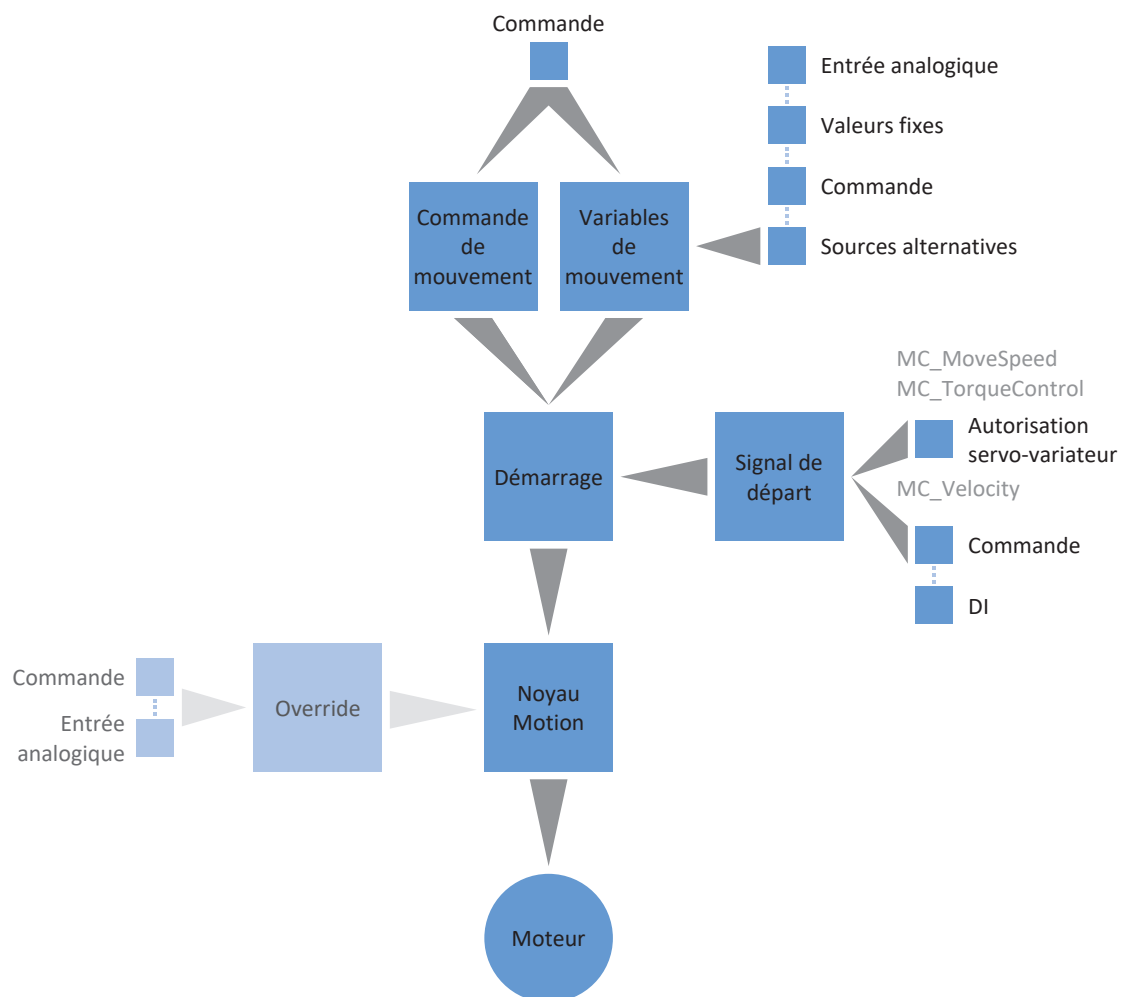 Commande
Entrée analogique
Valeurs fixes
Commande
Sources alternatives
Commande
de
mouvement
Variables
de
mouvement
MC_MoveSpeed
MC_TorqueControl
Autorisation
servo-variateur
MC_Velocity
Commande
DI
Signal de
départ
Démarrage
Commande
Entrée
analogique
Override
Noyau
Motion
Moteur